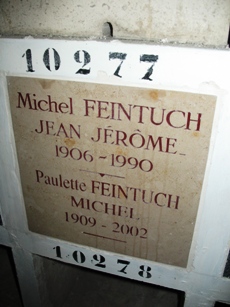 10277
Michel FEINTUCH
JEAN JÉRÔME
1906-1990
Paulette FEINTUCH
MICHEL
1909-2002
10278